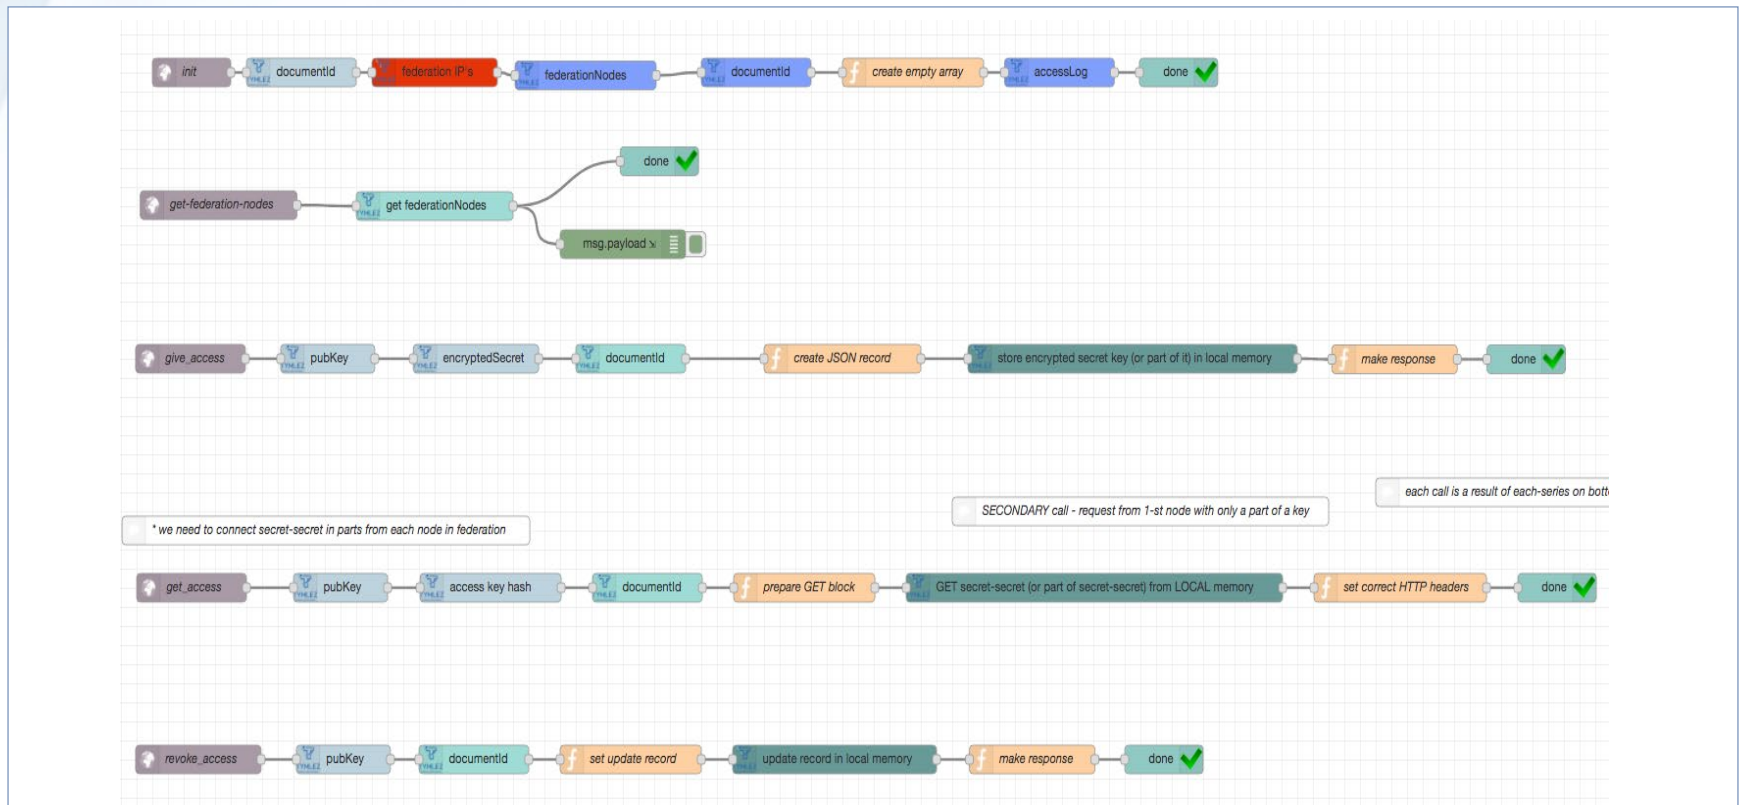 init documentId federation IP's federationNodes documentId create empty array accessLog done
done
get-federation-nodes get federationNodes
msg.payload
give_access pubKey encryptedSecret documentId create JSON record store encrypted secret key (or part of it) in local memory make response done
each call is a result of each-series on
SECONDARY call - request from 1-st node with only a part of a key
* we need to connect secret-secret in parts from each node in federation
get_access pubKey access key hash documentId prepare GET block GET secret-secret (or part of secret-secret) from LOCAL memory set correct HTTP headers done
revoke_access pubKey documentId set update record update record in local memory make response done